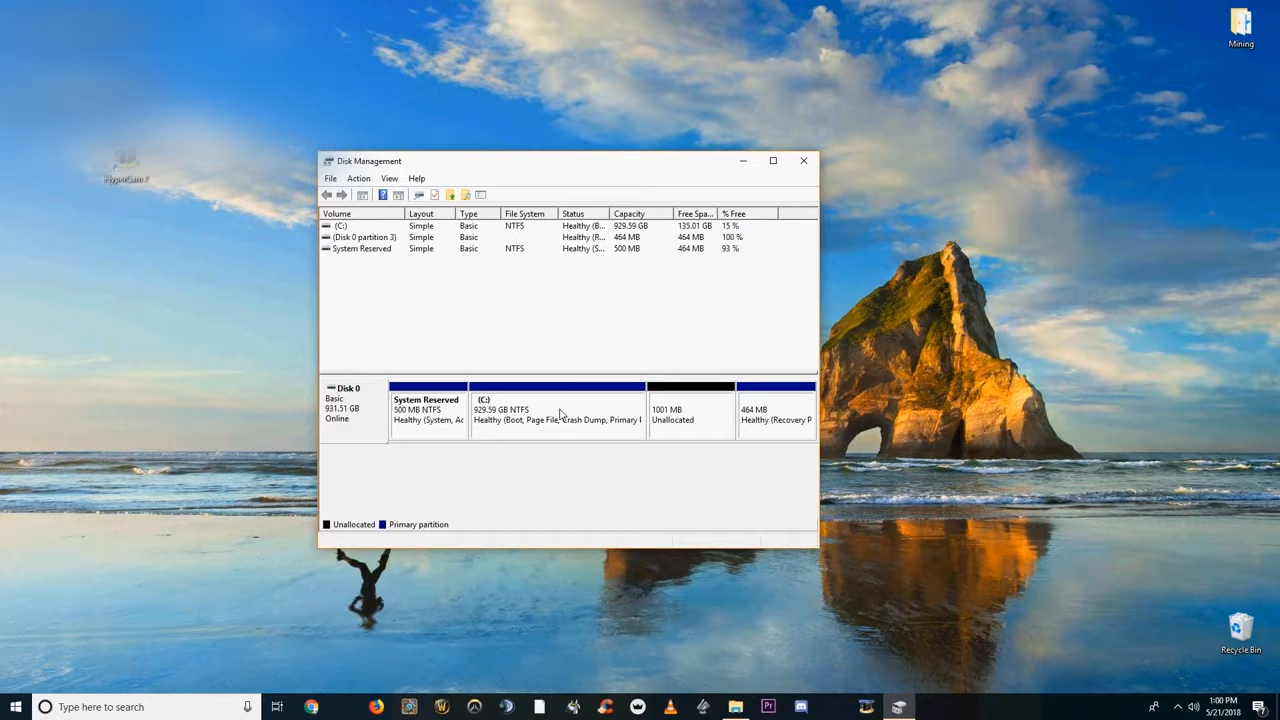 Mining
HyperCam 2
Disk Management
File Action View Help
Volume Layout Type File System Status Capacity Free Spa... % Free
(C:) Simple Basic NTFS Healthy (B... 929.59 GB 135.01 GB 15 %
(Disk 0 partition 3) Simple Basic Healthy (R... 464 MB 464 MB 100 %
System Reserved Simple Basic NTFS Healthy (S... 500 MB 464 MB 93 %
Disk 0
Basic
931.51 GB
Online
System Reserved
500 MB NTFS
Healthy (System, Ac
(C:)
929.59 GB NTFS
Healthy (Boot, Page File, Crash Dump, Primary
1001 MB
Unallocated
464 MB
Healthy (Recovery P
Unallocated Primary partition
Recycle Bin
Type here to search
1:00 PM
5/21/2018